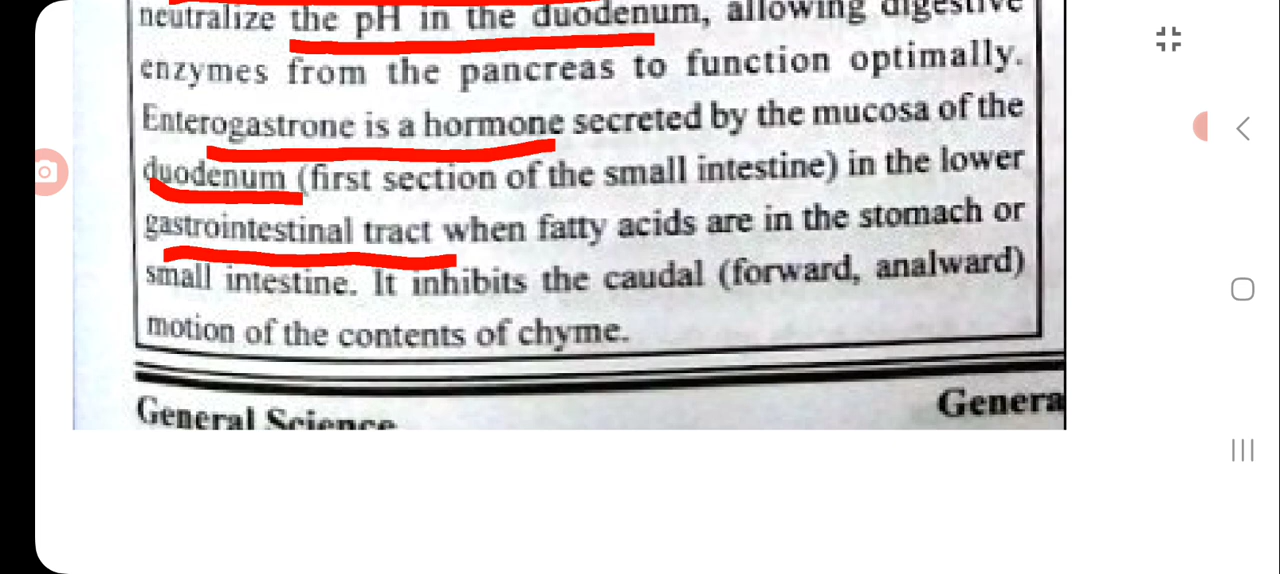 neutralize the pH in the duodenum, allowing digestive
enzymes from the pancreas to function optimally.
Enterogastrone is a hormone secreted by the mucosa of the
duodenum (first section of the small intestine) in the lower
gastrointestinal tract when fatty acids are in the stomach or
small intestine. It inhibits the caudal (forward, analward)
motion of the contents of chyme.
General Science
Genera